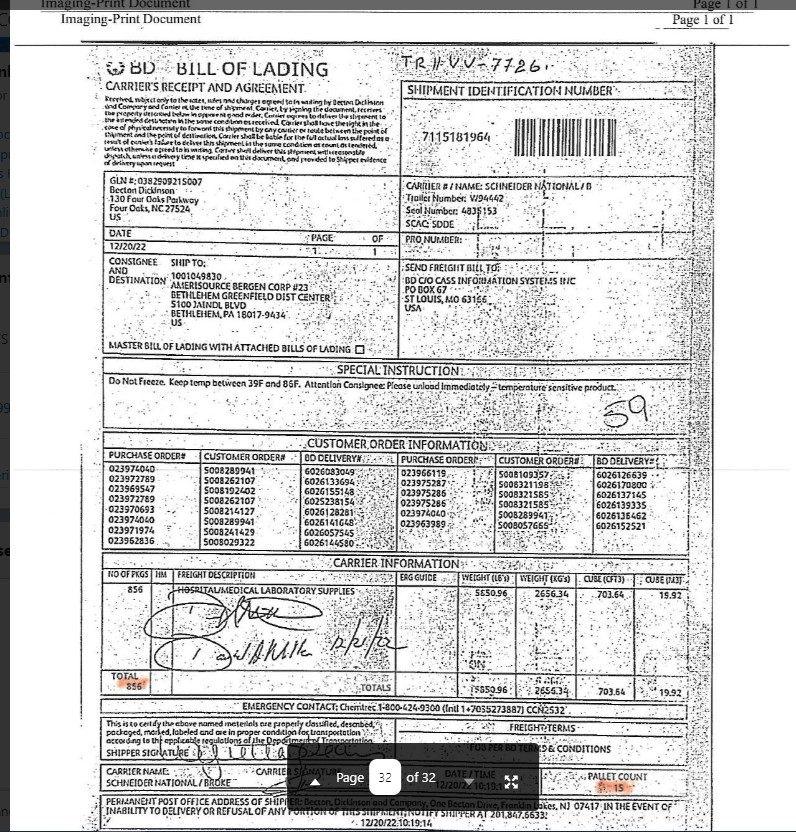 Imaging-Print Document
Page 1 of 1
Imaging-Print Document
Page 1 of 1
BD BILL OF LADING
TR# VV-7726
CARRIER'S RECEIPT AND AGREEMENT
SHIPMENT IDENTIFICATION NUMBER
Received, subject only to the rates, rules and charges agreed to in writing by Becton Dickinson
and Company and Carrier at the time of shipment. Carrier, by signing the document, receives
the property described below in apparent good order. Carrier agrees to deliver the shipment to
the intended destination in the same condition as received. Carrier shall have the right in the
case of physical necessity to forward this shipment by any carrier or route between the point of
shipment and the point of destination. Carrier shall be liable for the full actual loss suffered as a
result of carrier's failure to deliver this shipment in the same condition as count as tendered,
unless otherwise agreed to in writing. Carrier shall deliver this shipment with reasonable
dispatch, unless a delivery time is specified on this document, and provided to Shipper evidence
of delivery upon request
7115181964
GLN #: 0382909215007
Becton Dickinson
130 Four Oaks Parkway
Four Oaks, NC 27524
US
CARRIER # / NAME: SCHNEIDER NATIONAL / B
Trailer Number: W94442
Seal Number: 4835153
SCAC: SDDE
DATE PAGE OF
12/20/22 1 1
PRO NUMBER:
CONSIGNEE AND DESTINATION
SHIP TO:
1001049830
AMERISOURCE BERGEN CORP #23
BETHLEHEM GREENFIELD DIST CENTER
5100 JAINDL BLVD
BETHLEHEM, PA 18017-9434
US
SEND FREIGHT BILL TO:
BD C/O CASS INFORMATION SYSTEMS INC
PO BOX 67
ST LOUIS, MO 63166
USA
MASTER BILL OF LADING WITH ATTACHED BILLS OF LADING
SPECIAL INSTRUCTION
Do Not Freeze. Keep temp between 39F and 86F. Attention Consignee: Please unload Immediately - temperature sensitive product.
59
CUSTOMER ORDER INFORMATION
PURCHASE ORDER# CUSTOMER ORDER# BD DELIVERY# PURCHASE ORDER# CUSTOMER ORDER# BD DELIVERY#
023974040 5008289941 6026083049 023966119 5008109357 6026126639
023972789 5008262107 6026133694 023975287 5008321198 6026170800
023969547 5008192402 6026155148 023975286 5008321585 6026137145
023972789 5008262107 6025238154 023975286 5008321585 6026139335
023970693 5008214127 6026128281 023974040 5008289941 6026136462
023974040 5008289941 6026141648 023963989 5008057665 6026152521
023971974 5008241429 6026057545
023962836 5008029322 6026144580
CARRIER INFORMATION
NO OF PKGS HM FREIGHT DESCRIPTION ERG GUIDE WEIGHT (LB's) WEIGHT (KG's) CUBE (CFT3) CUBE (M3)
856 HOSPITAL/MEDICAL LABORATORY SUPPLIES 5850.96 2656.34 703.64 19.92
12/21/22
TOTAL
856 TOTALS 5850.96 2656.34 703.64 19.92
EMERGENCY CONTACT: Chemtrec 1-800-424-9300 (Intl 1+7035273887) CCN2532
This is to certify the above named materials are properly classified, described,
packaged, marked, labeled and are in proper condition for transportation
according to the applicable regulations of the Department of Transportation.
FREIGHT TERMS
SHIPPER SIGNATURE
TERMS & CONDITIONS
CARRIER NAME: CARRIER SIGNATURE DATE / TIME PALLET COUNT
SCHNEIDER NATIONAL / BROKE 15
Page 32 of 32
PERMANENT POST OFFICE ADDRESS OF SHIPPER: Becton, Dickinson and Company, One Becton Drive, Franklin Lakes, NJ 07417 IN THE EVENT OF
INABILITY TO DELIVERY OR REFUSAL OF ANY PORTION OF THIS SHIPMENT, NOTIFY SHIPPER AT 201.847.6633.
12/20/22 10:19:14